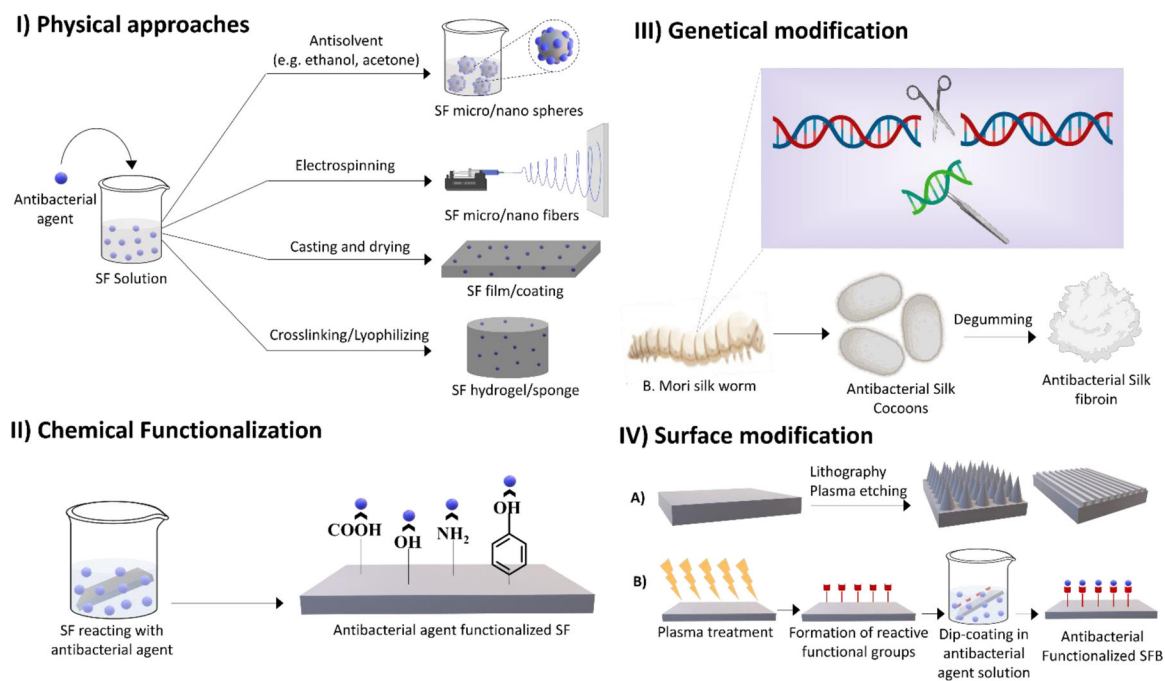 I) Physical approaches
Antibacterial
agent
SF Solution
Antisolvent
(e.g. ethanol, acetone)
SF micro/nano spheres
Electrospinning
SF micro/nano fibers
Casting and drying
SF film/coating
Crosslinking/Lyophilizing
SF hydrogel/sponge
II) Chemical Functionalization
SF reacting with
antibacterial agent
COOH
OH
NH2
OH
Antibacterial agent functionalized SF
III) Genetical modification
B. Mori silk worm
Antibacterial Silk
Cocoons
Degumming
Antibacterial Silk
fibroin
IV) Surface modification
A)
Lithography
Plasma etching
B)
Plasma treatment
Formation of reactive
functional groups
Dip-coating in
antibacterial
agent solution
Antibacterial
Functionalized SFB